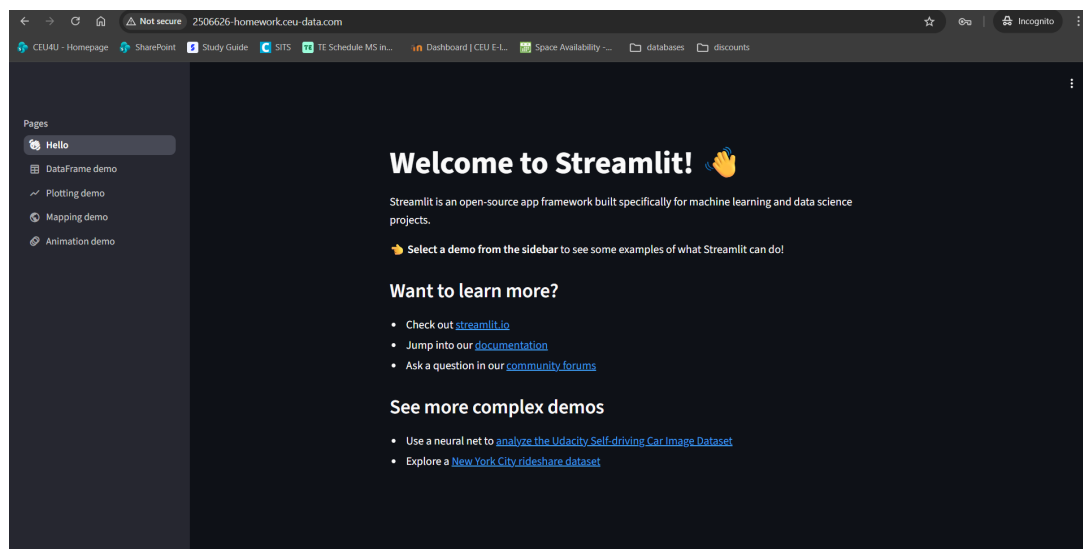 Not secure 2506626-homework.ceu-data.com Incognito
CEU4U - Homepage SharePoint Study Guide SITS TE Schedule MS in... Dashboard | CEU E-l... Space Availability -... databases discounts
Pages
Hello
DataFrame demo
Plotting demo
Mapping demo
Animation demo
Welcome to Streamlit!
Streamlit is an open-source app framework built specifically for machine learning and data science
projects.
Select a demo from the sidebar to see some examples of what Streamlit can do!
Want to learn more?
• Check out streamlit.io
• Jump into our documentation
• Ask a question in our community forums
See more complex demos
• Use a neural net to analyze the Udacity Self-driving Car Image Dataset
• Explore a New York City rideshare dataset